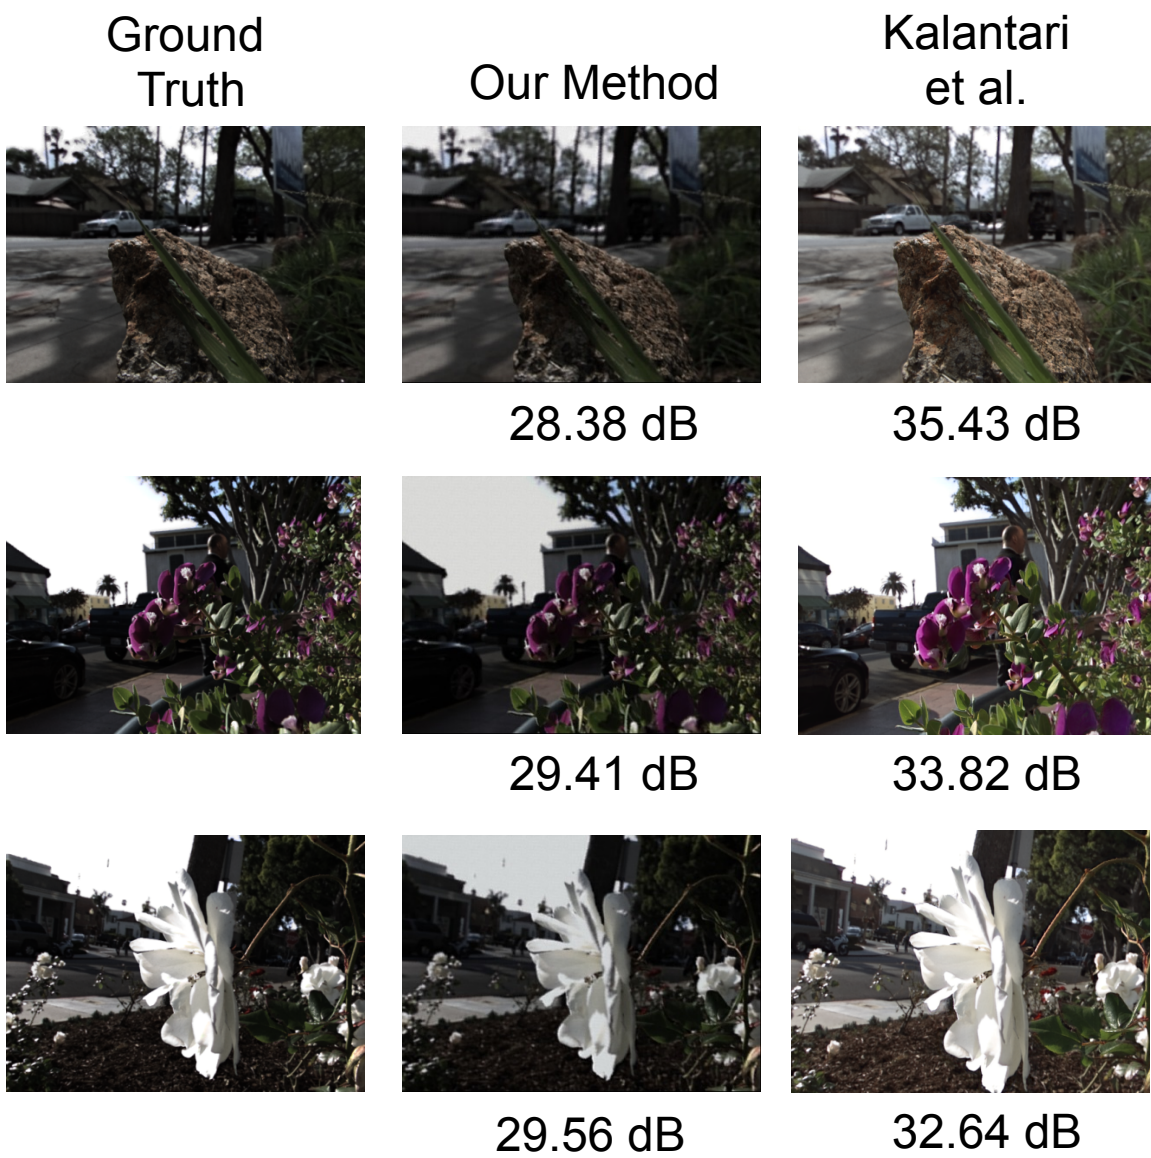 Ground
Truth
Our Method
Kalantari
et al.
28.38 dB
35.43 dB
29.41 dB
33.82 dB
29.56 dB
32.64 dB